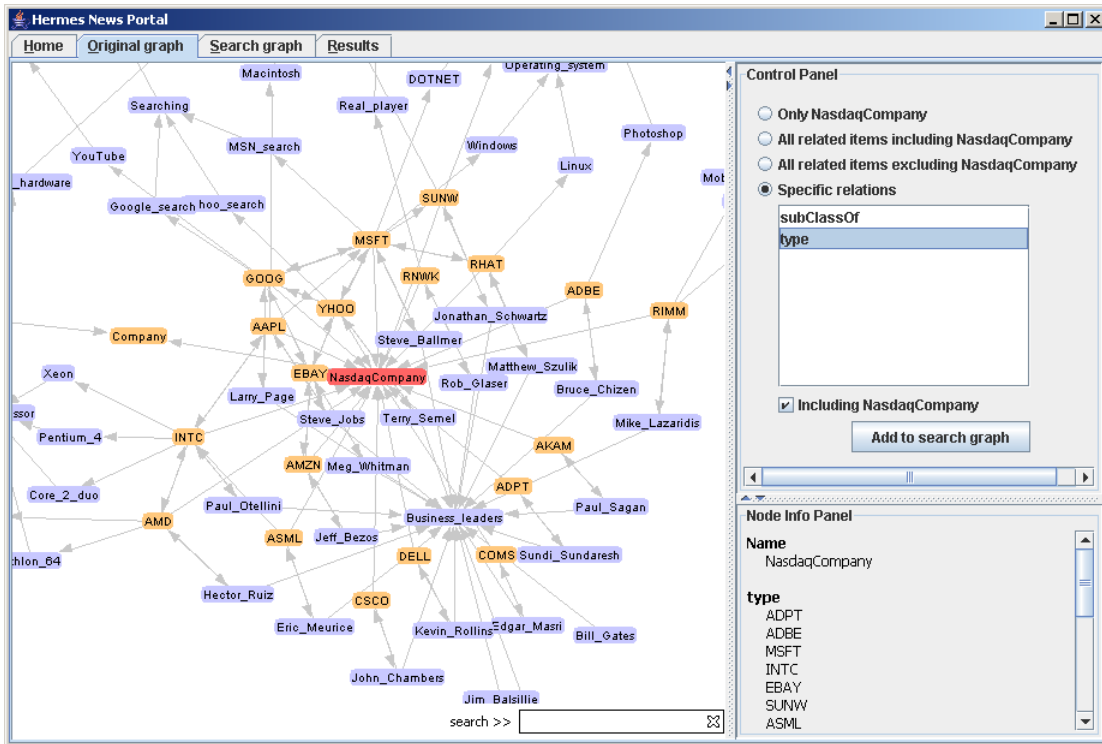 Hermes News Portal
Home
Original graph
Search graph
Results
Macintosh
DOTNET
Operating_system
Searching
Real_player
Photoshop
MSN_search
Windows
YouTube
Linux
_hardware
Mob
Google_search
hoo_search
SUNW
MSFT
RHAT
GOOG
RNWK
ADBE
YHOO
RIMM
Jonathan_Schwartz
AAPL
Company
Steve_Ballmer
Matthew_Szulik
Xeon
EBAY
NasdaqCompany
Rob_Glaser
Bruce_Chizen
Larry_Page
ssor
Steve_Jobs
Terry_Semel
Mike_Lazaridis
Pentium_4
INTC
AKAM
AMZN
Meg_Whitman
Core_2_duo
ADPT
Paul_Otellini
Paul_Sagan
AMD
Business_leaders
ASML
Jeff_Bezos
thlon_64
DELL
COMS
Sundi_Sundaresh
Hector_Ruiz
CSCO
Eric_Meurice
Kevin_Rollins
Edgar_Masri
Bill_Gates
John_Chambers
Jim_Balsillie
search >>
Control Panel
Only NasdaqCompany
All related items including NasdaqCompany
All related items excluding NasdaqCompany
Specific relations
subClassOf
type
Including NasdaqCompany
Add to search graph
Node Info Panel
Name
NasdaqCompany
type
ADPT
ADBE
MSFT
INTC
EBAY
SUNW
ASML